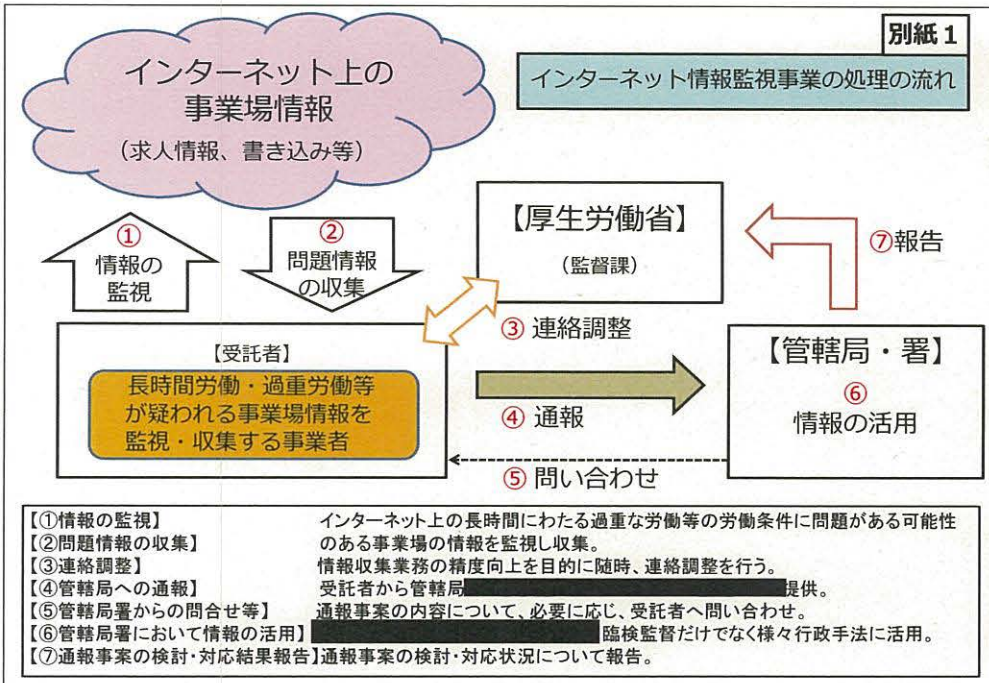 別紙１
インターネット情報監視事業の処理の流れ
インターネット上の
事業場情報
（求人情報、書き込み等）
①
情報の
監視
②
問題情報
の収集
【厚生労働省】
（監督課）
⑦報告
③ 連絡調整
【受託者】
長時間労働・過重労働等
が疑われる事業場情報を
監視・収集する事業者
④ 通報
【管轄局・署】
⑥
情報の活用
⑤ 問い合わせ
【①情報の監視】 インターネット上の長時間にわたる過重な労働等の労働条件に問題がある可能性
【②問題情報の収集】 のある事業場の情報を監視し収集。
【③連絡調整】 情報収集業務の精度向上を目的に随時、連絡調整を行う。
【④管轄局への通報】 受託者から管轄局 提供。
【⑤管轄局署からの問合せ等】 通報事案の内容について、必要に応じ、受託者へ問い合わせ。
【⑥管轄局署において情報の活用】 臨検監督だけでなく様々行政手法に活用。
【⑦通報事案の検討・対応結果報告】通報事案の検討・対応状況について報告。